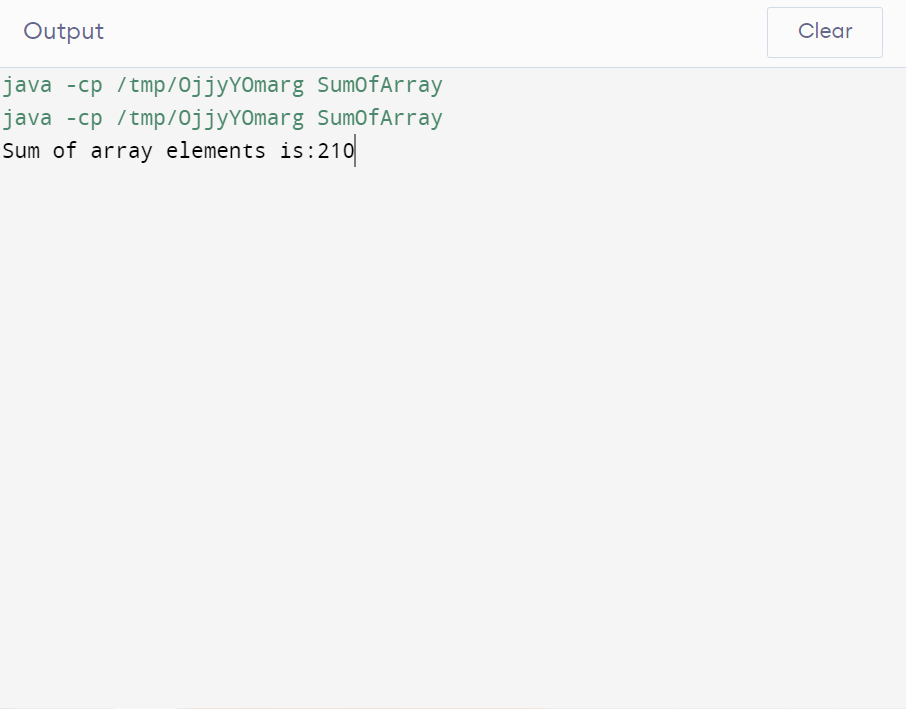 Output
Clear
java -cp /tmp/OjjyYOmarg SumOfArray
java -cp /tmp/OjjyYOmarg SumOfArray
Sum of array elements is:210